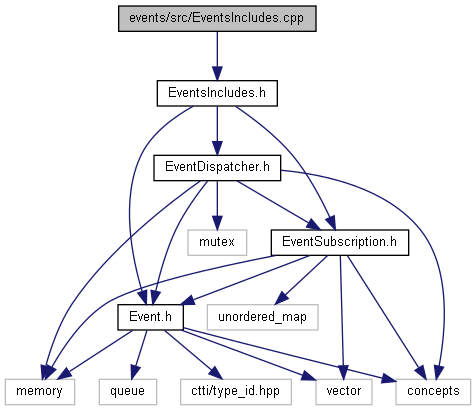 events/src/EventsIncludes.cpp
EventsIncludes.h
EventDispatcher.h
mutex
EventSubscription.h
Event.h
unordered_map
memory
queue
ctti/type_id.hpp
vector
concepts